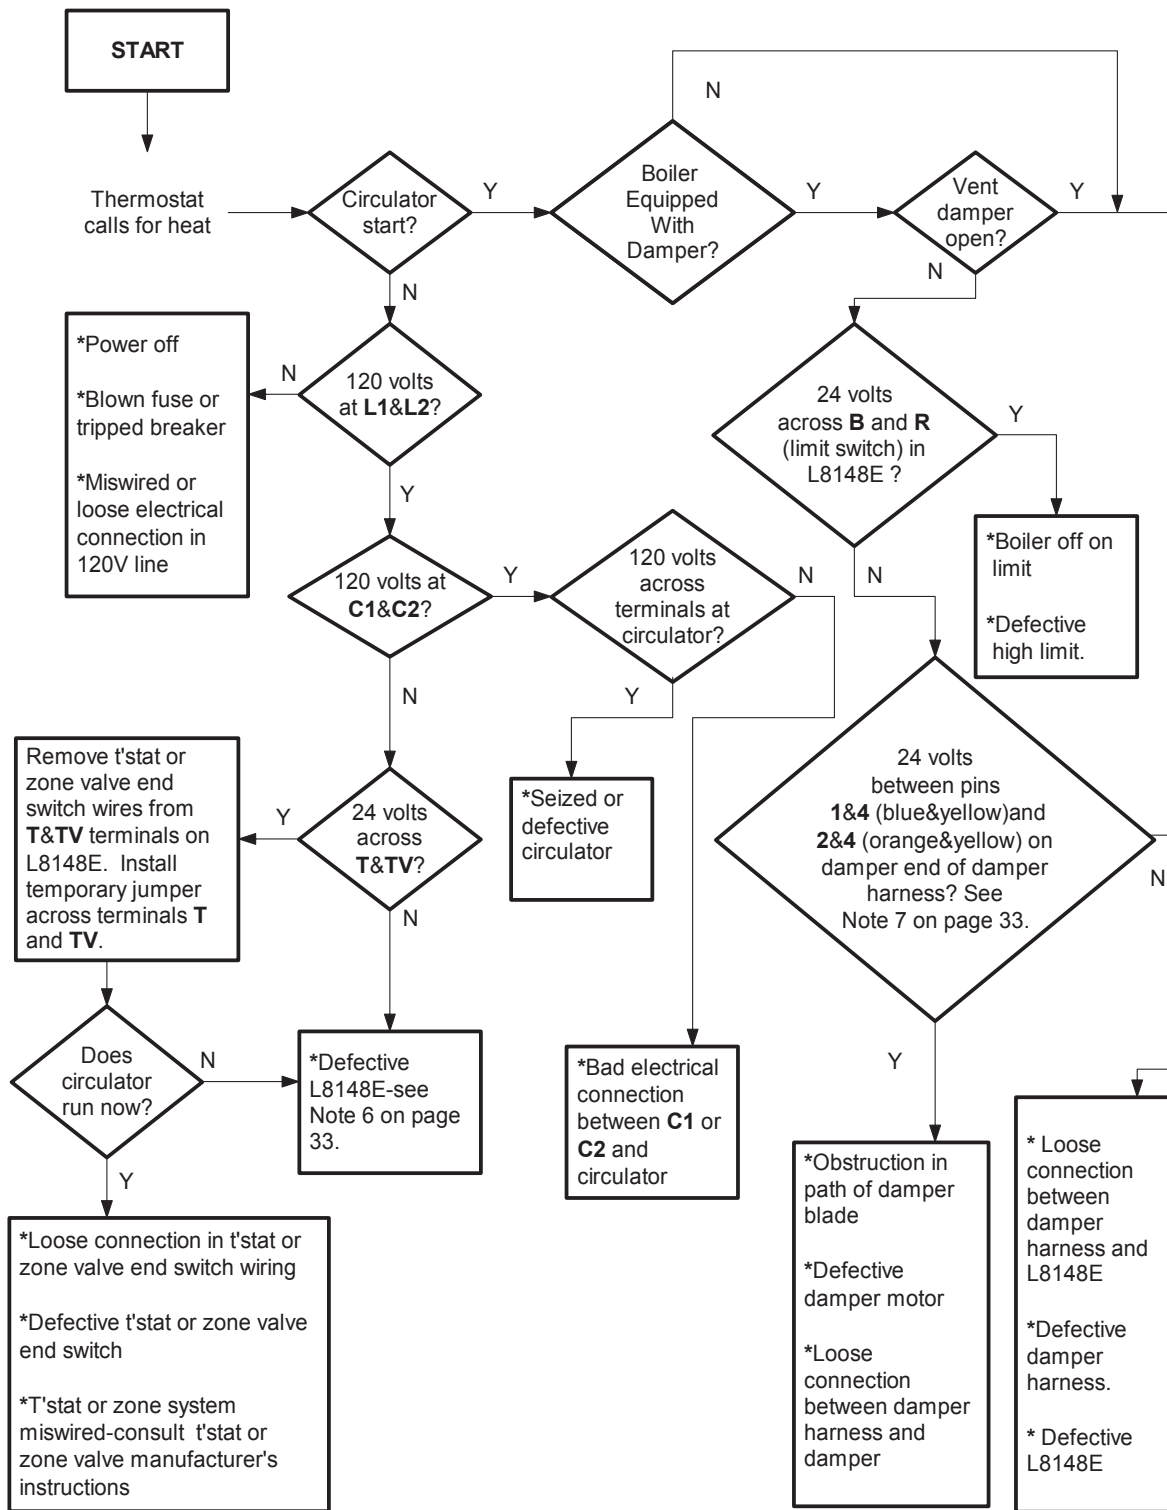 START
Thermostat
calls for heat
Circulator
start?
Y
Boiler
Equipped
With
Damper?
N
Y
Vent
damper
open?
Y
N
N
*Power off
*Blown fuse or
tripped breaker
*Miswired or
loose electrical
connection in
120V line
N
120 volts
at L1&L2?
Y
24 volts
across B and R
(limit switch) in
L8148E ?
Y
N
*Boiler off on
limit
*Defective
high limit.
120 volts at
C1&C2?
Y
N
120 volts
across
terminals at
circulator?
N
Y
*Seized or
defective
circulator
Remove t'stat or
zone valve end
switch wires from
T&TV terminals on
L8148E. Install
temporary jumper
across terminals T
and TV.
Y
24 volts
across
T&TV?
N
24 volts
between pins
1&4 (blue&yellow)and
2&4 (orange&yellow) on
damper end of damper
harness? See
Note 7 on page 33.
N
Y
Does
circulator
run now?
N
Y
*Defective
L8148E-see
Note 6 on page
33.
*Bad electrical
connection
between C1 or
C2 and
circulator
*Obstruction in
path of damper
blade
*Defective
damper motor
*Loose
connection
between damper
harness and
damper
* Loose
connection
between
damper
harness and
L8148E
*Defective
damper
harness.
* Defective
L8148E
*Loose connection in t'stat or
zone valve end switch wiring
*Defective t'stat or zone valve
end switch
*T'stat or zone system
miswired-consult t'stat or
zone valve manufacturer's
instructions